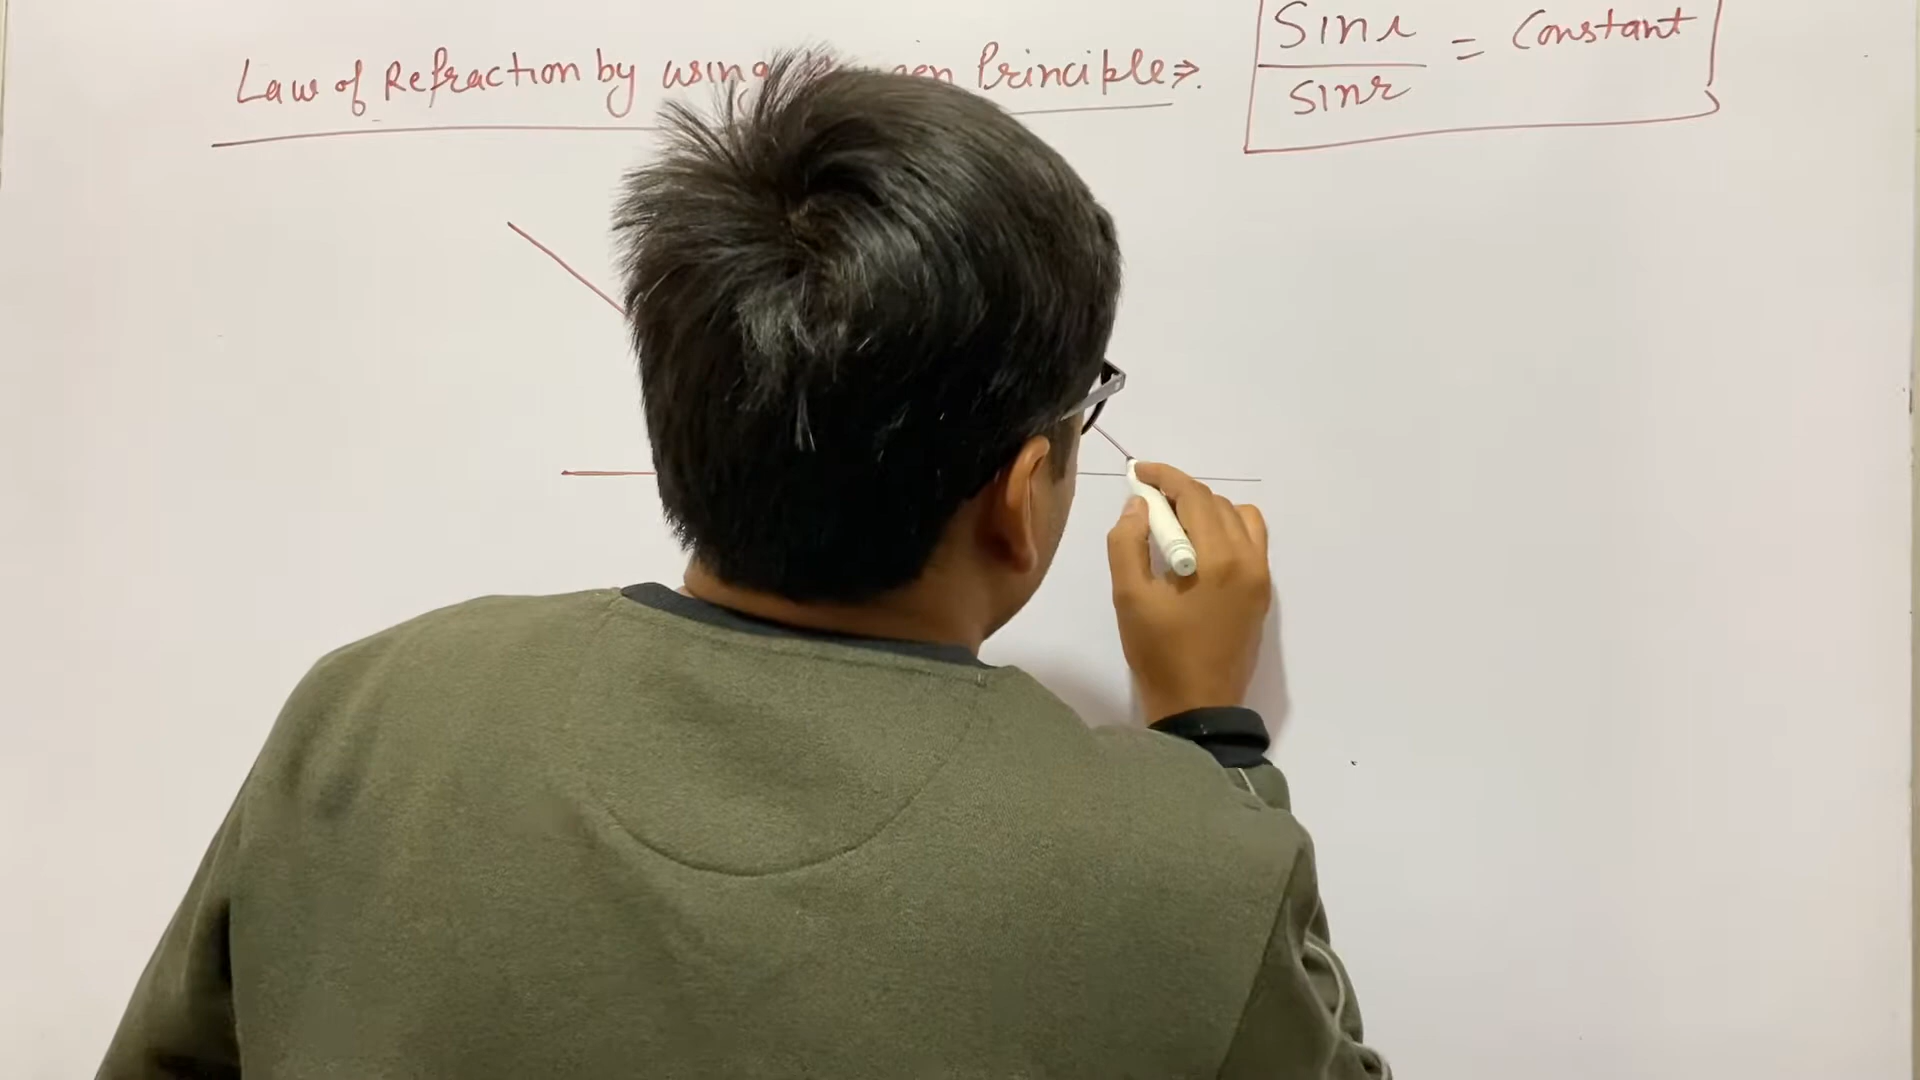 Law of Refraction by using Principle ⇒.
Sin i
sin r
= Constant